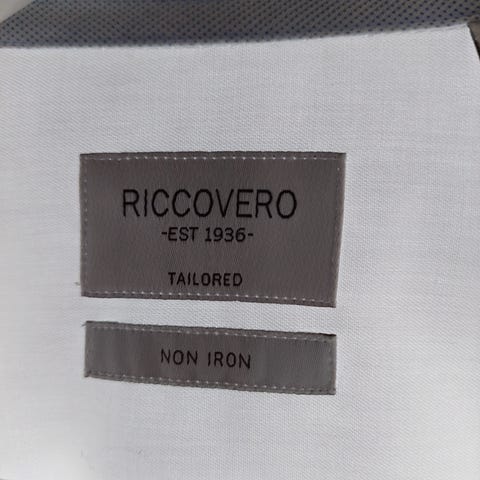 RICCOVERO
-EST 1936-
TAILORED
NON IRON